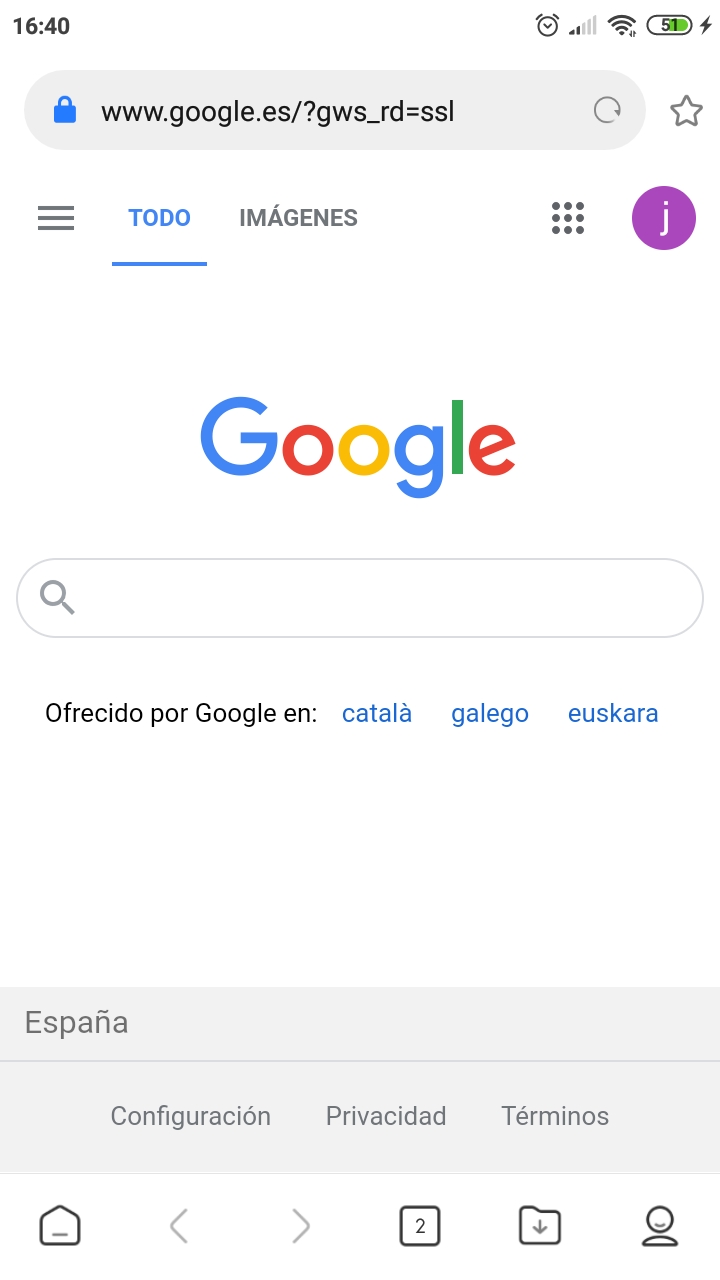 16:40 51
www.google.es/?gws_rd=ssl
TODO IMÁGENES j
Google
Ofrecido por Google en: català galego euskara
España
Configuración Privacidad Términos
2